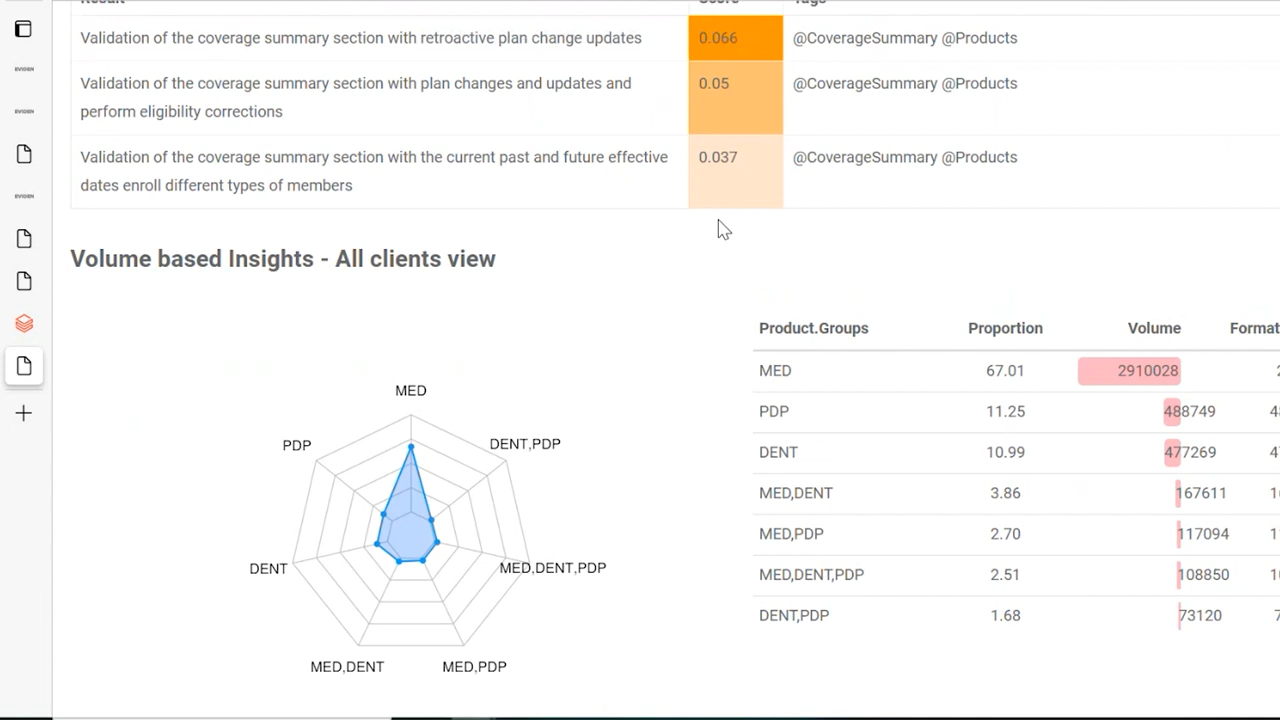 Validation of the coverage summary section with retroactive plan change updates 0.066 @CoverageSummary @Products
Validation of the coverage summary section with plan changes and updates and 0.05 @CoverageSummary @Products
perform eligibility corrections
Validation of the coverage summary section with the current past and future effective 0.037 @CoverageSummary @Products
dates enroll different types of members
Volume based Insights - All clients view
Product.Groups Proportion Volume Format
MED 67.01 2910028
PDP 11.25 488749
DENT 10.99 477269
MED,DENT 3.86 167611
MED,PDP 2.70 117094
MED,DENT,PDP 2.51 108850
DENT,PDP 1.68 73120
MED
PDP DENT,PDP
DENT MED,DENT,PDP
MED,DENT MED,PDP